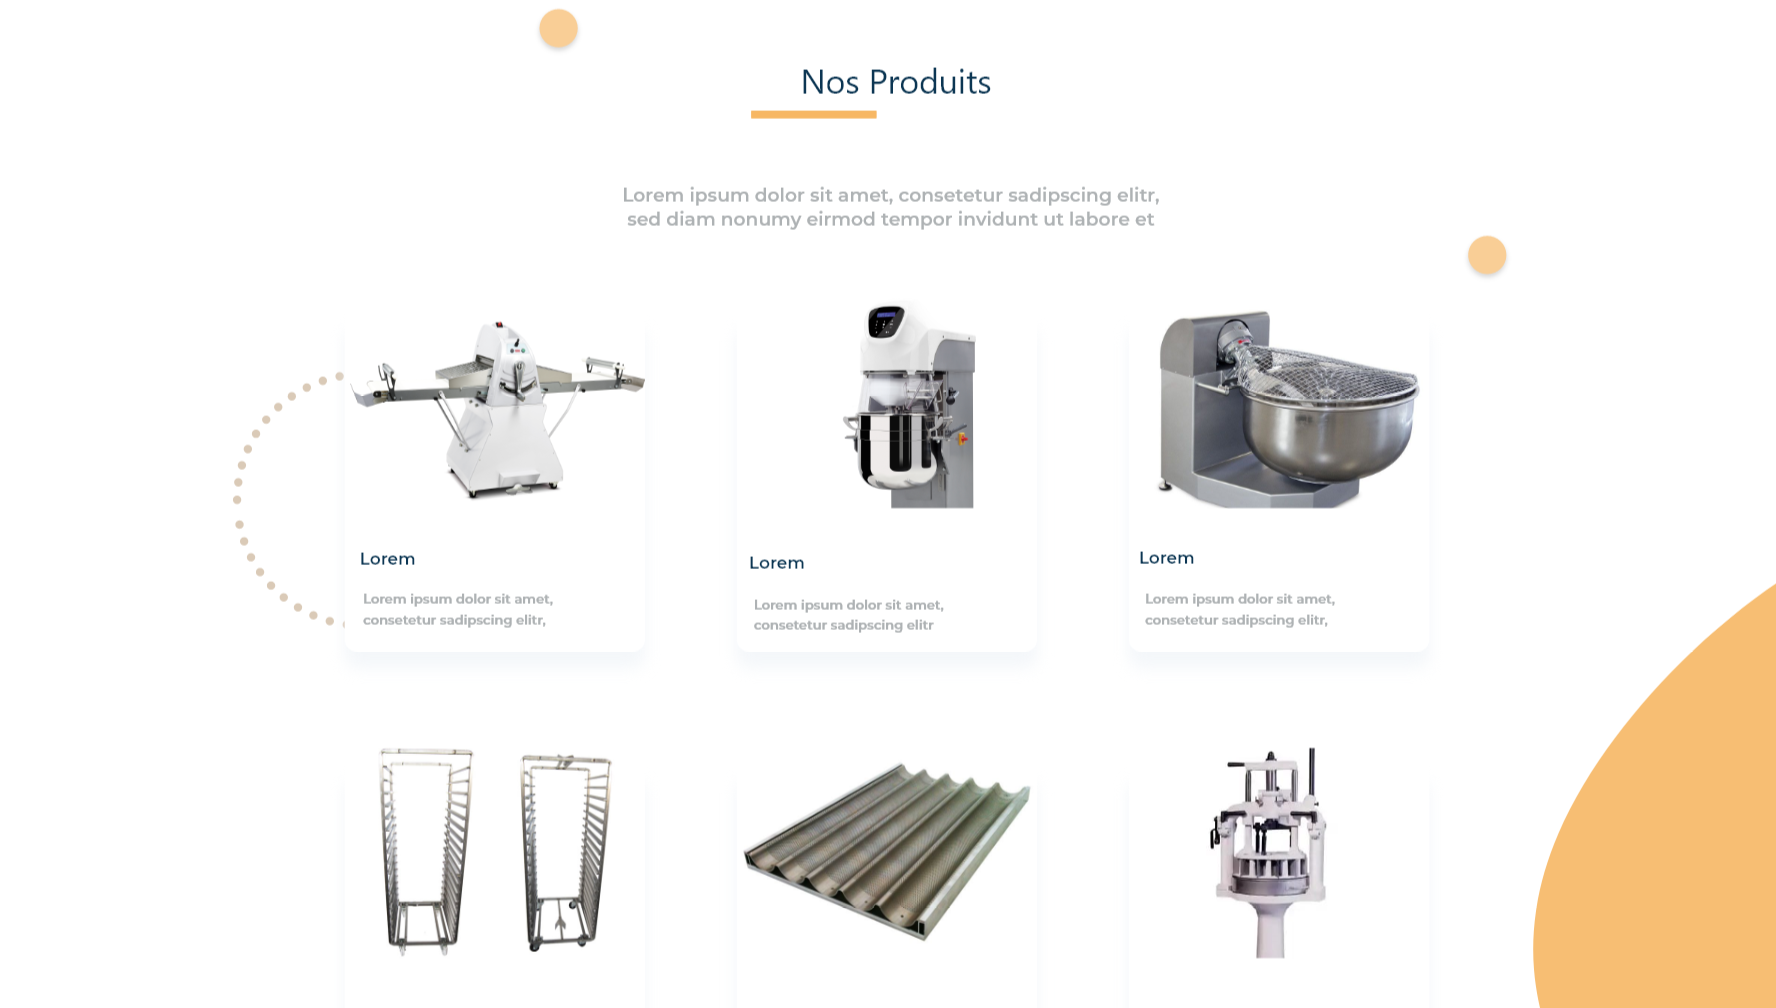 Nos Produits
Lorem ipsum dolor sit amet, consetetur sadipscing elitr,
sed diam nonumy eirmod tempor invidunt ut labore et
Lorem
Lorem ipsum dolor sit amet,
consetetur sadipscing elitr,
Lorem
Lorem ipsum dolor sit amet,
consetetur sadipscing elitr
Lorem
Lorem ipsum dolor sit amet,
consetetur sadipscing elitr,